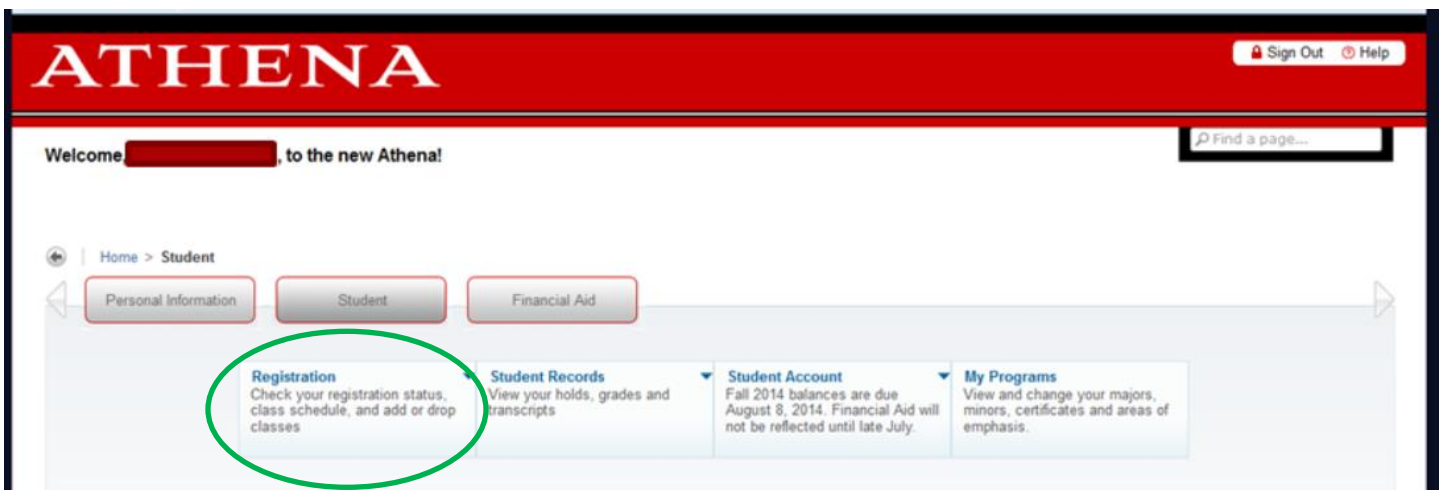 ATHENA
Sign Out Help
Welcome, , to the new Athena!
Find a page...
Home > Student
Personal Information Student Financial Aid
Registration
Check your registration status,
class schedule, and add or drop
classes
Student Records
View your holds, grades and
transcripts
Student Account
Fall 2014 balances are due
August 8, 2014. Financial Aid will
not be reflected until late July.
My Programs
View and change your majors,
minors, certificates and areas of
emphasis.